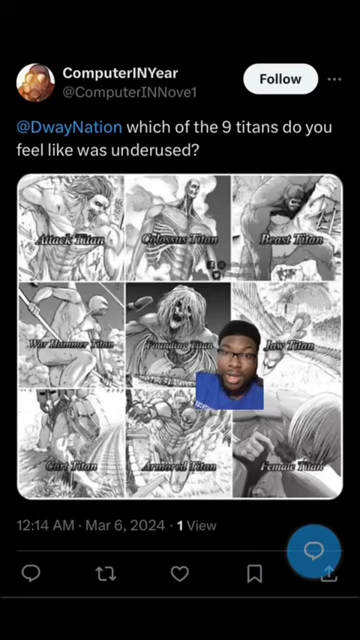 ComputerINYear
@ComputerINNove1
Follow
@DwayNation which of the 9 titans do you
feel like was underused?
Attack Titan
Colossus Titan
Beast Titan
War Hammer Titan
Founding Titan
Jaw Titan
Cart Titan
Armored Titan
Female Titan
12:14 AM · Mar 6, 2024 · 1 View